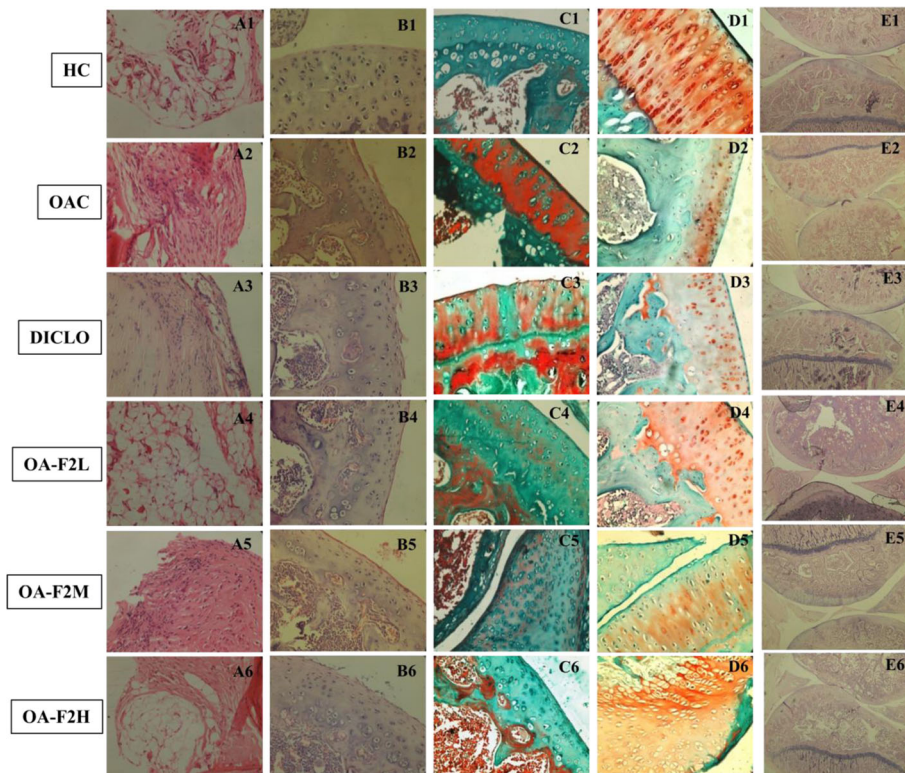 HC A1 B1 C1 D1 E1
OAC A2 B2 C2 D2 E2
DICLO A3 B3 C3 D3 E3
OA-F2L A4 B4 C4 D4 E4
OA-F2M A5 B5 C5 D5 E5
OA-F2H A6 B6 C6 D6 E6